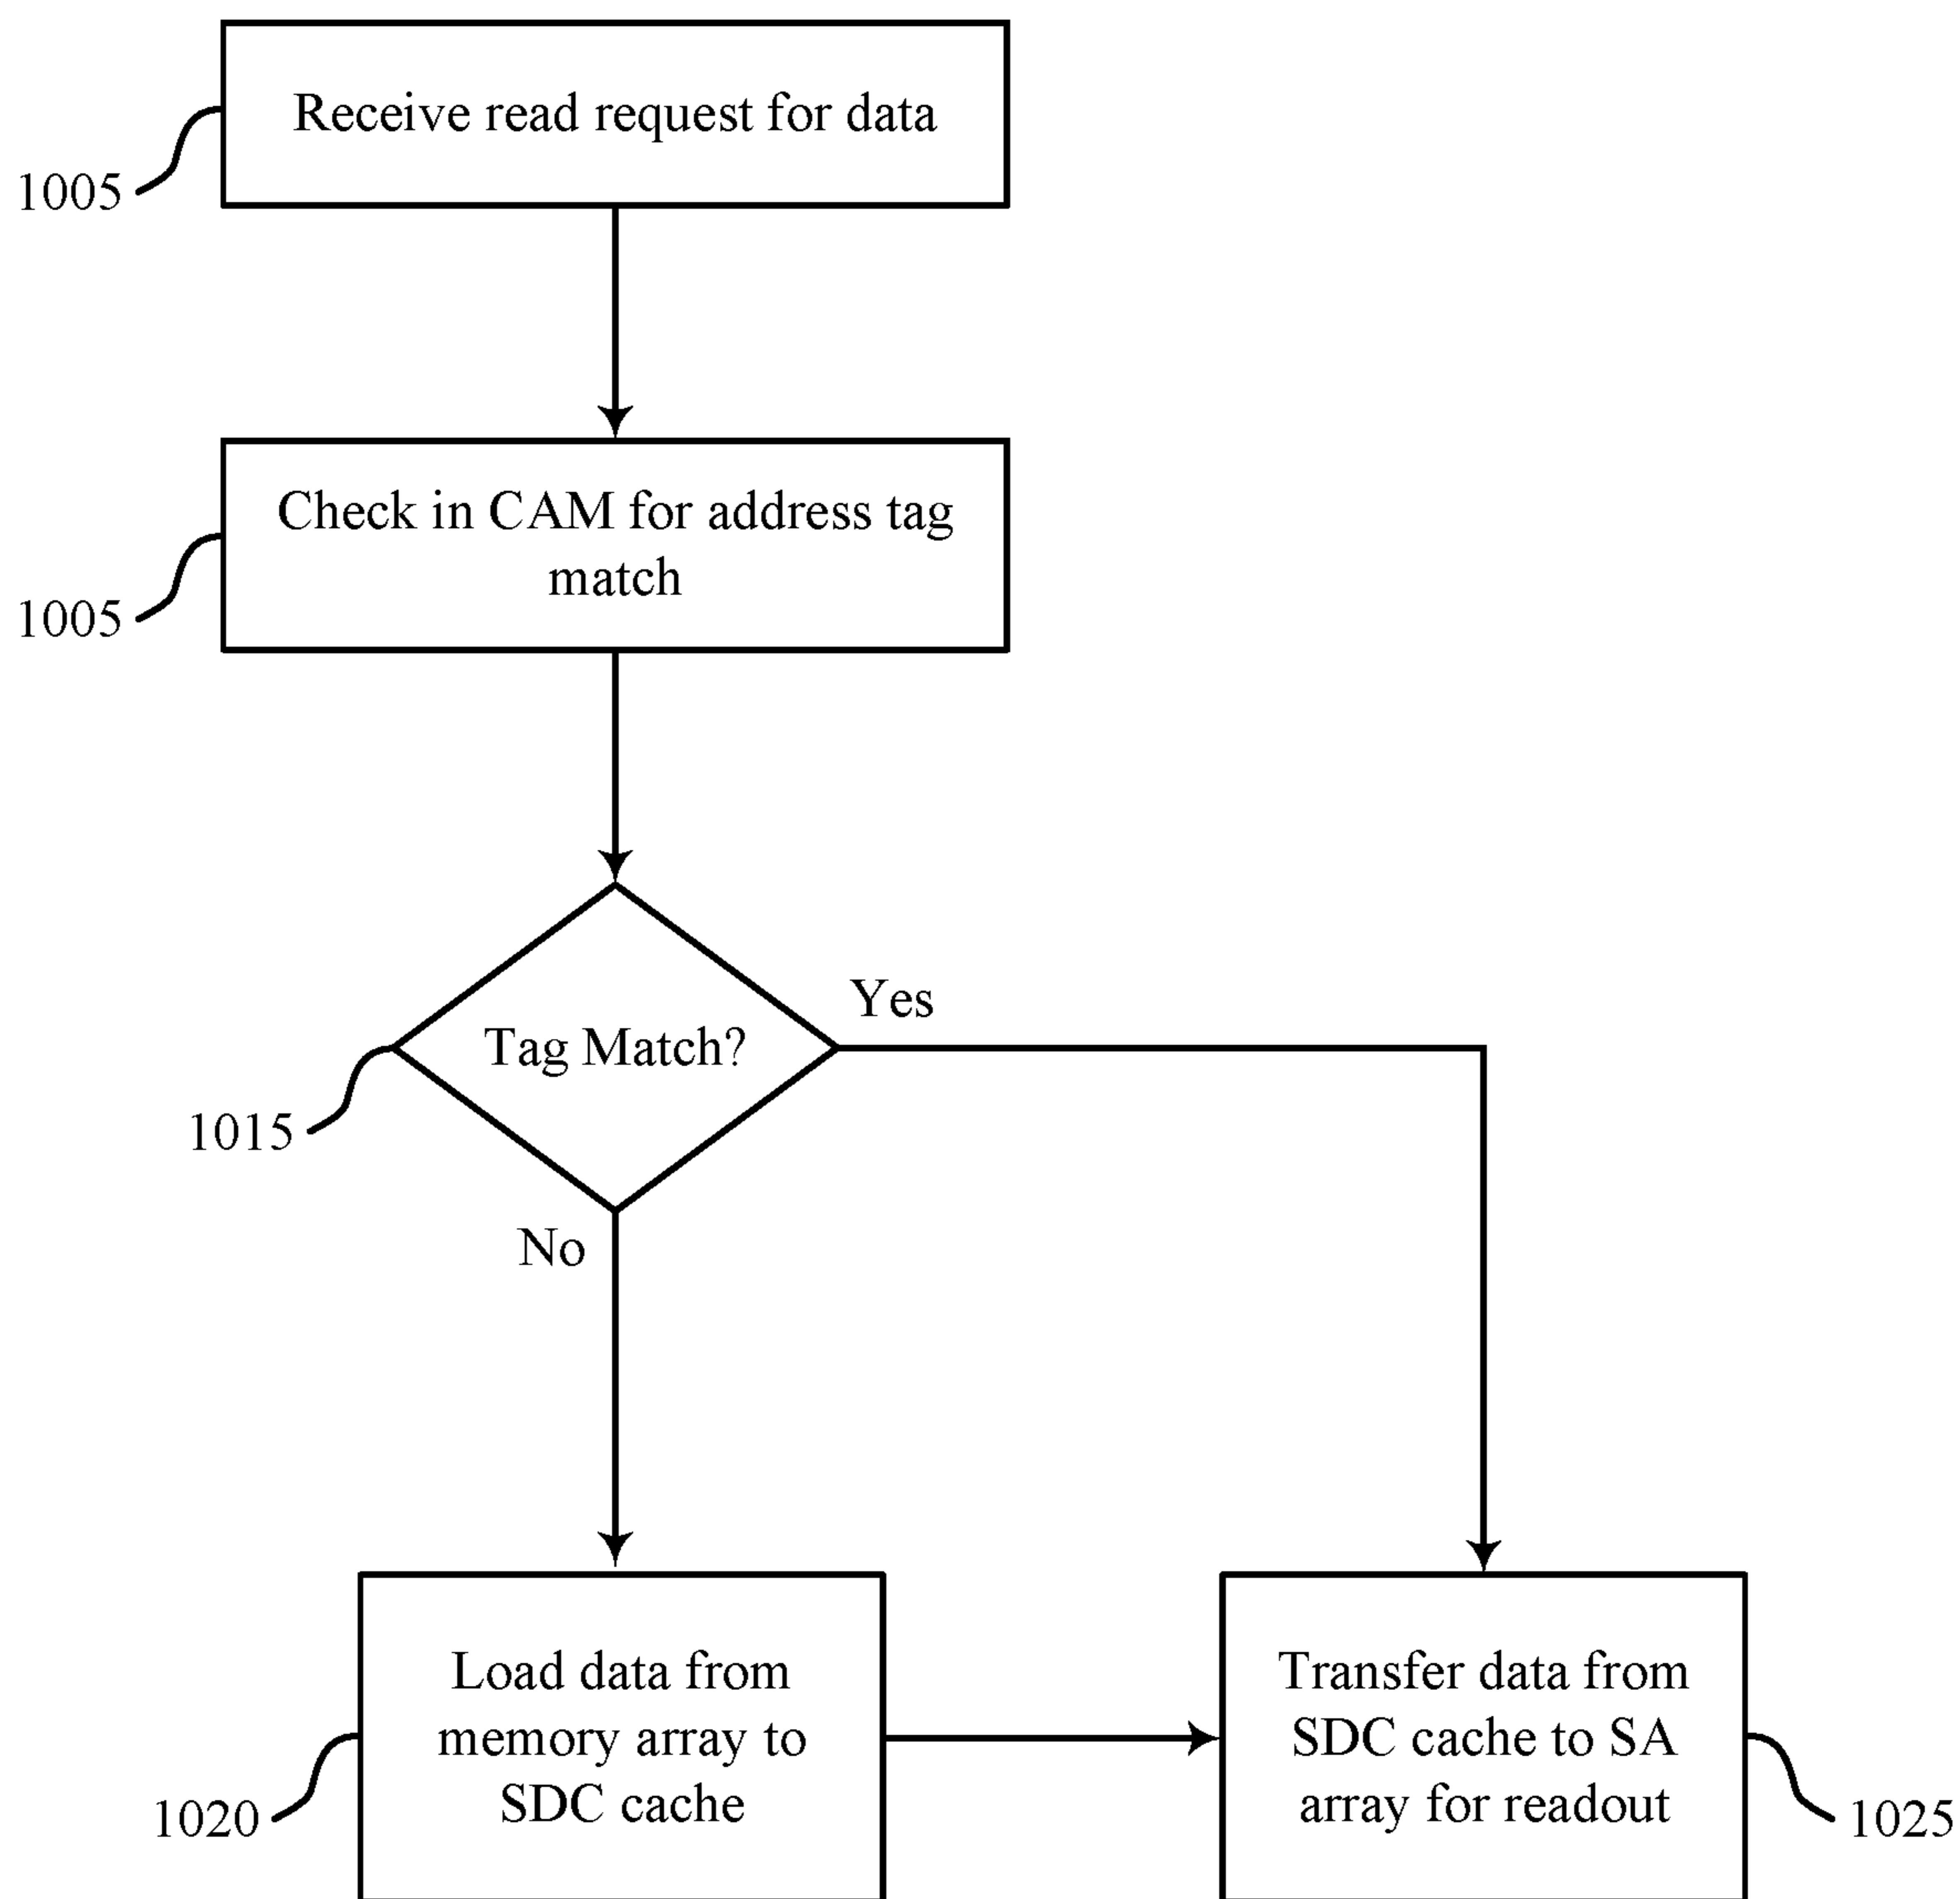 Receive read request for data
1005
Check in CAM for address tag
match
1005
Yes
Tag Match?
1015
No
Load data from
memory array to
SDC cache
1020
Transfer data from
SDC cache to SA
array for readout
1025